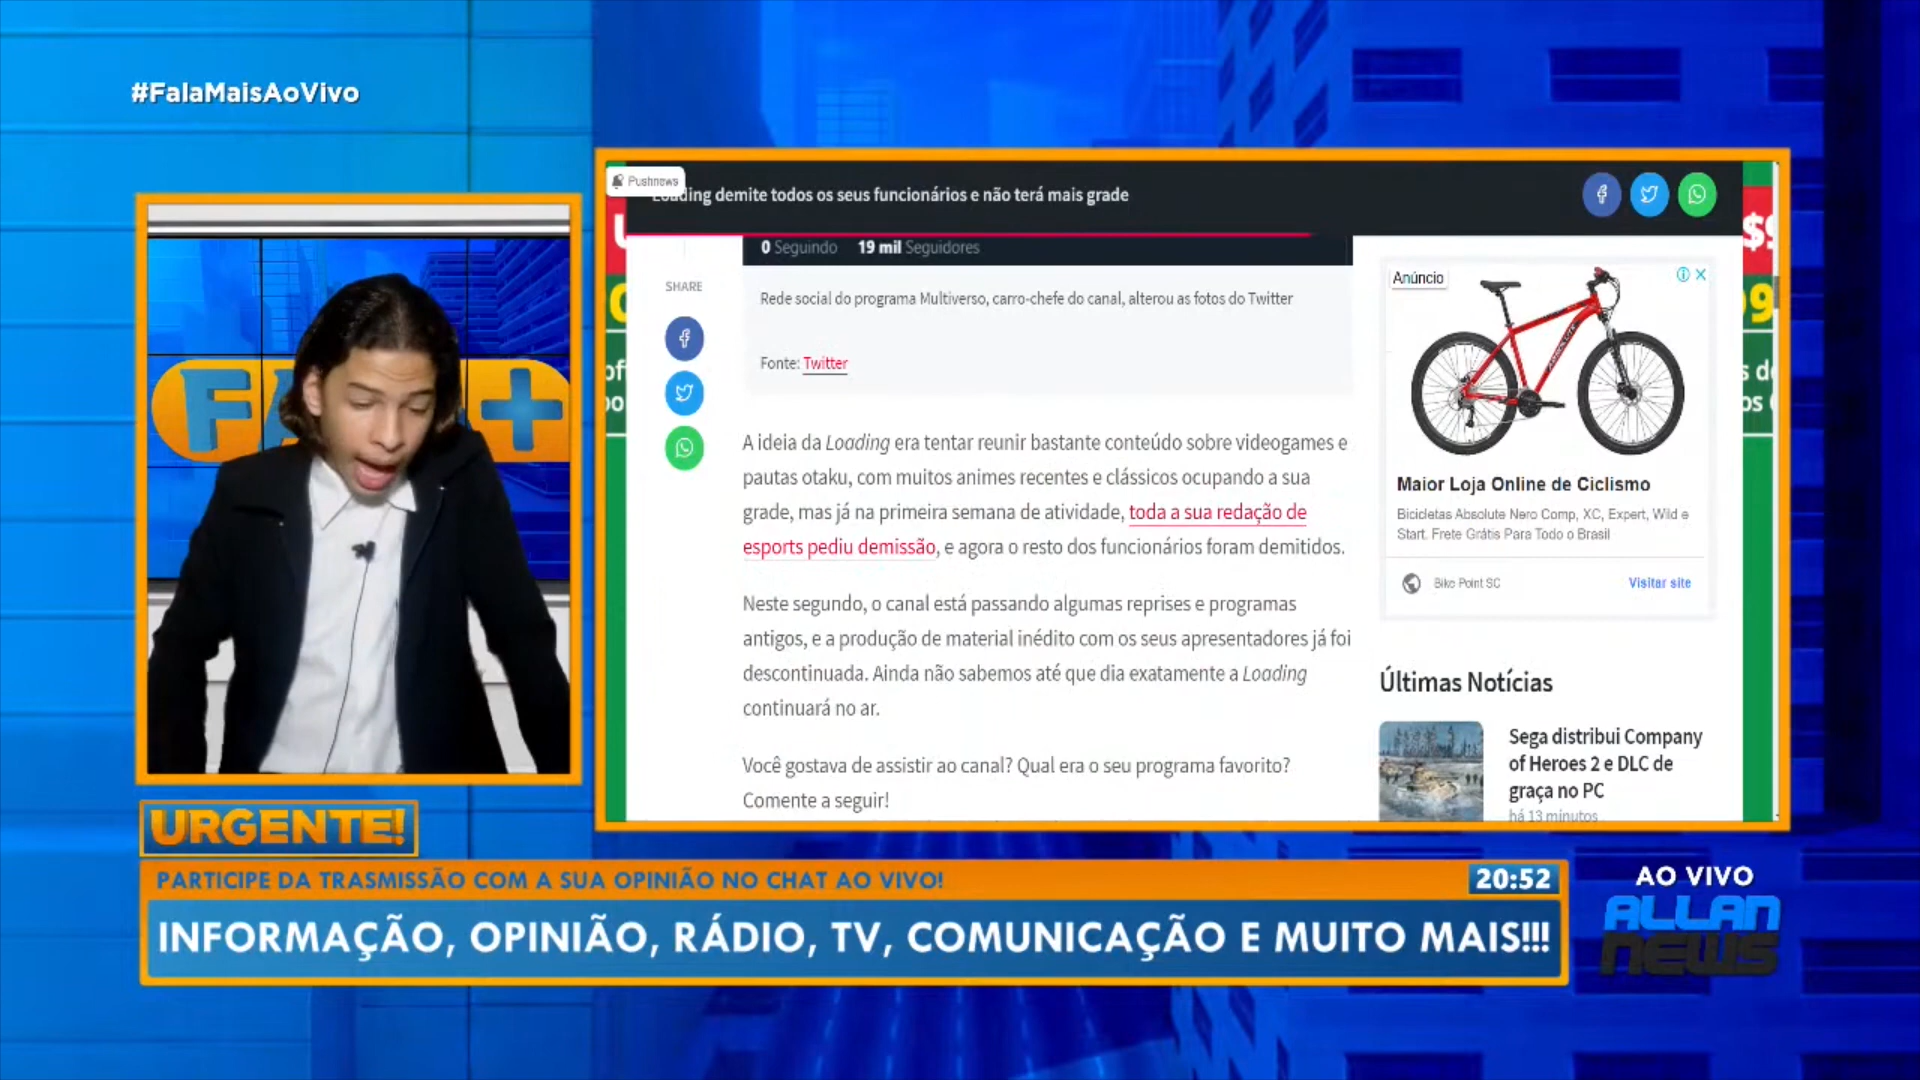 #FalaMaisAoVivo
Pushnews
ding demite todos os seus funcionários e não terá mais grade
0 Seguindo 19 mil Seguidores
SHARE
Rede social do programa Multiverso, carro-chefe do canal, alterou as fotos do Twitter
Fonte: Twitter
A ideia da Loading era tentar reunir bastante conteúdo sobre videogames e
pautas otaku, com muitos animes recentes e clássicos ocupando a sua
grade, mas já na primeira semana de atividade, toda a sua redação de
esports pediu demissão, e agora o resto dos funcionários foram demitidos.
Neste segundo, o canal está passando algumas reprises e programas
antigos, e a produção de material inédito com os seus apresentadores já foi
descontinuada. Ainda não sabemos até que dia exatamente a Loading
continuará no ar.
Você gostava de assistir ao canal? Qual era o seu programa favorito?
Comente a seguir!
Anúncio
Maior Loja Online de Ciclismo
Bicicletas Absolute Nero Comp, XC, Expert, Wild e
Start. Frete Grátis Para Todo o Brasil
Bike Point SC
Visitar site
Últimas Notícias
Sega distribui Company
of Heroes 2 e DLC de
graça no PC
há 13 minutos
URGENTE!
PARTICIPE DA TRASMISSÃO COM A SUA OPINIÃO NO CHAT AO VIVO!
20:52
INFORMAÇÃO, OPINIÃO, RÁDIO, TV, COMUNICAÇÃO E MUITO MAIS!!!
AO VIVO
ALLAN
NEWS